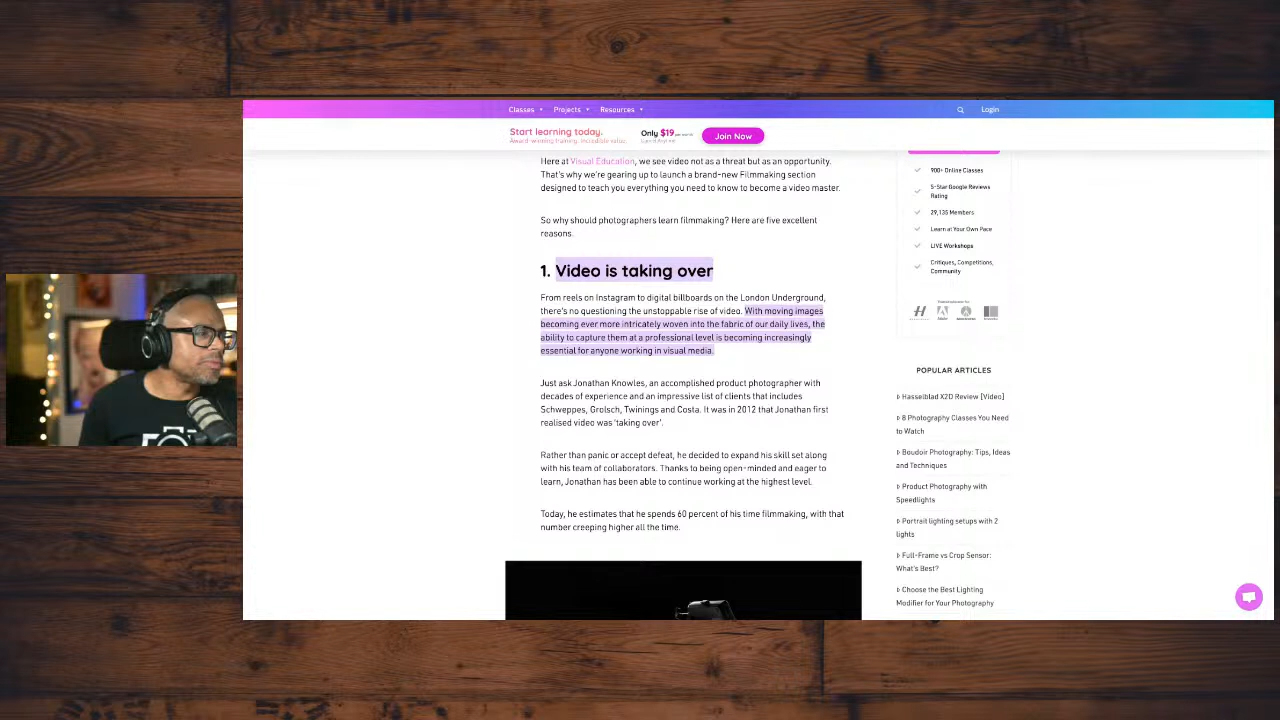 Classes Projects Resources Login
Start learning today. Only $19 Join Now
Award-winning training. Incredible value.
Here at Visual Education, we see video not as a threat but as an opportunity.
That's why we're gearing up to launch a brand-new Filmmaking section
designed to teach you everything you need to know to become a video master.
So why should photographers learn filmmaking? Here are five excellent
reasons.
1. Video is taking over
From reels on Instagram to digital billboards on the London Underground,
there's no questioning the unstoppable rise of video. With moving images
becoming ever more intricately woven into the fabric of our daily lives, the
ability to capture them at a professional level is becoming increasingly
essential for anyone working in visual media.
Just ask Jonathan Knowles, an accomplished product photographer with
decades of experience and an impressive list of clients that includes
Schweppes, Grolsch, Twinings and Costa. It was in 2012 that Jonathan first
realised video was 'taking over'.
Rather than panic or accept defeat, he decided to expand his skill set along
with his team of collaborators. Thanks to being open-minded and eager to
learn, Jonathan has been able to continue working at the highest level.
Today, he estimates that he spends 60 percent of his time filmmaking, with that
number creeping higher all the time.
900+ Online Classes
5-Star Google Reviews
Rating
29,135 Members
Learn at Your Own Pace
LIVE Workshops
Critiques, Competitions,
Community
POPULAR ARTICLES
Hasselblad X2D Review [Video]
8 Photography Classes You Need
to Watch
Boudoir Photography: Tips, Ideas
and Techniques
Product Photography with
Speedlights
Portrait lighting setups with 2
lights
Full-Frame vs Crop Sensor:
What's Best?
Choose the Best Lighting
Modifier for Your Photography